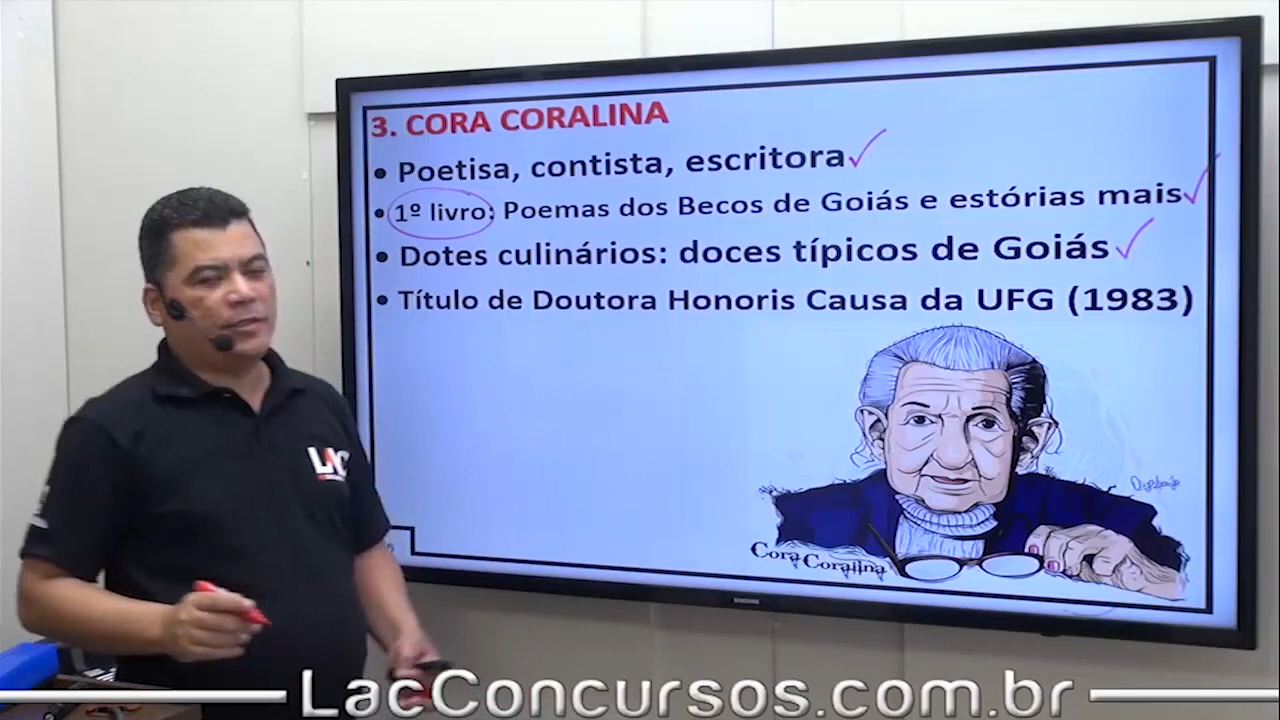 3. CORA CORALINA
• Poetisa, contista, escritora
• 1º livro: Poemas dos Becos de Goiás e estórias mais
• Dotes culinários: doces típicos de Goiás
• Título de Doutora Honoris Causa da UFG (1983)
Cora Coralina
LAC
SAMSUNG
LacConcursos.com.br